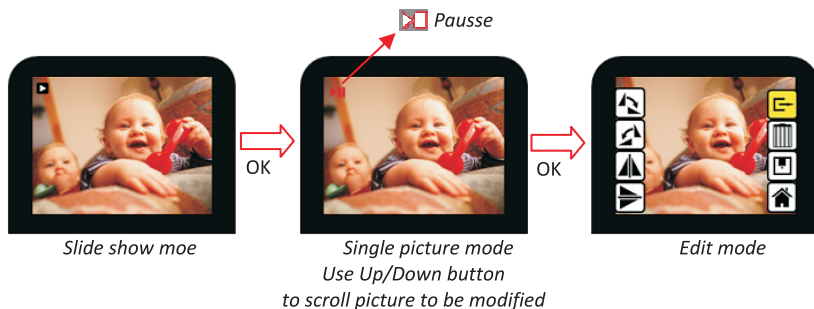 Pausse
OK
OK
Slide show moe
Single picture mode
Use Up/Down button
to scroll picture to be modified
Edit mode